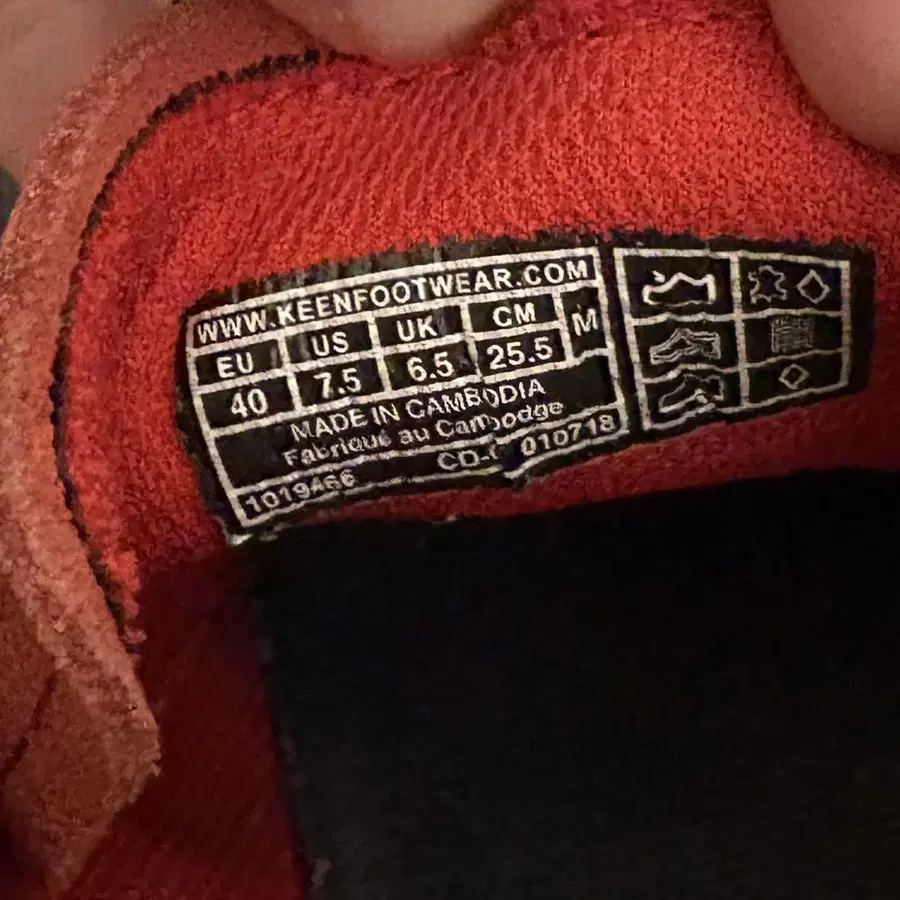 WWW.KEENFOOTWEAR.COM
EU US UK CM M
40 7.5 6.5 25.5
MADE IN CAMBODIA
Fabriqué au Cambodge
1019466 010718